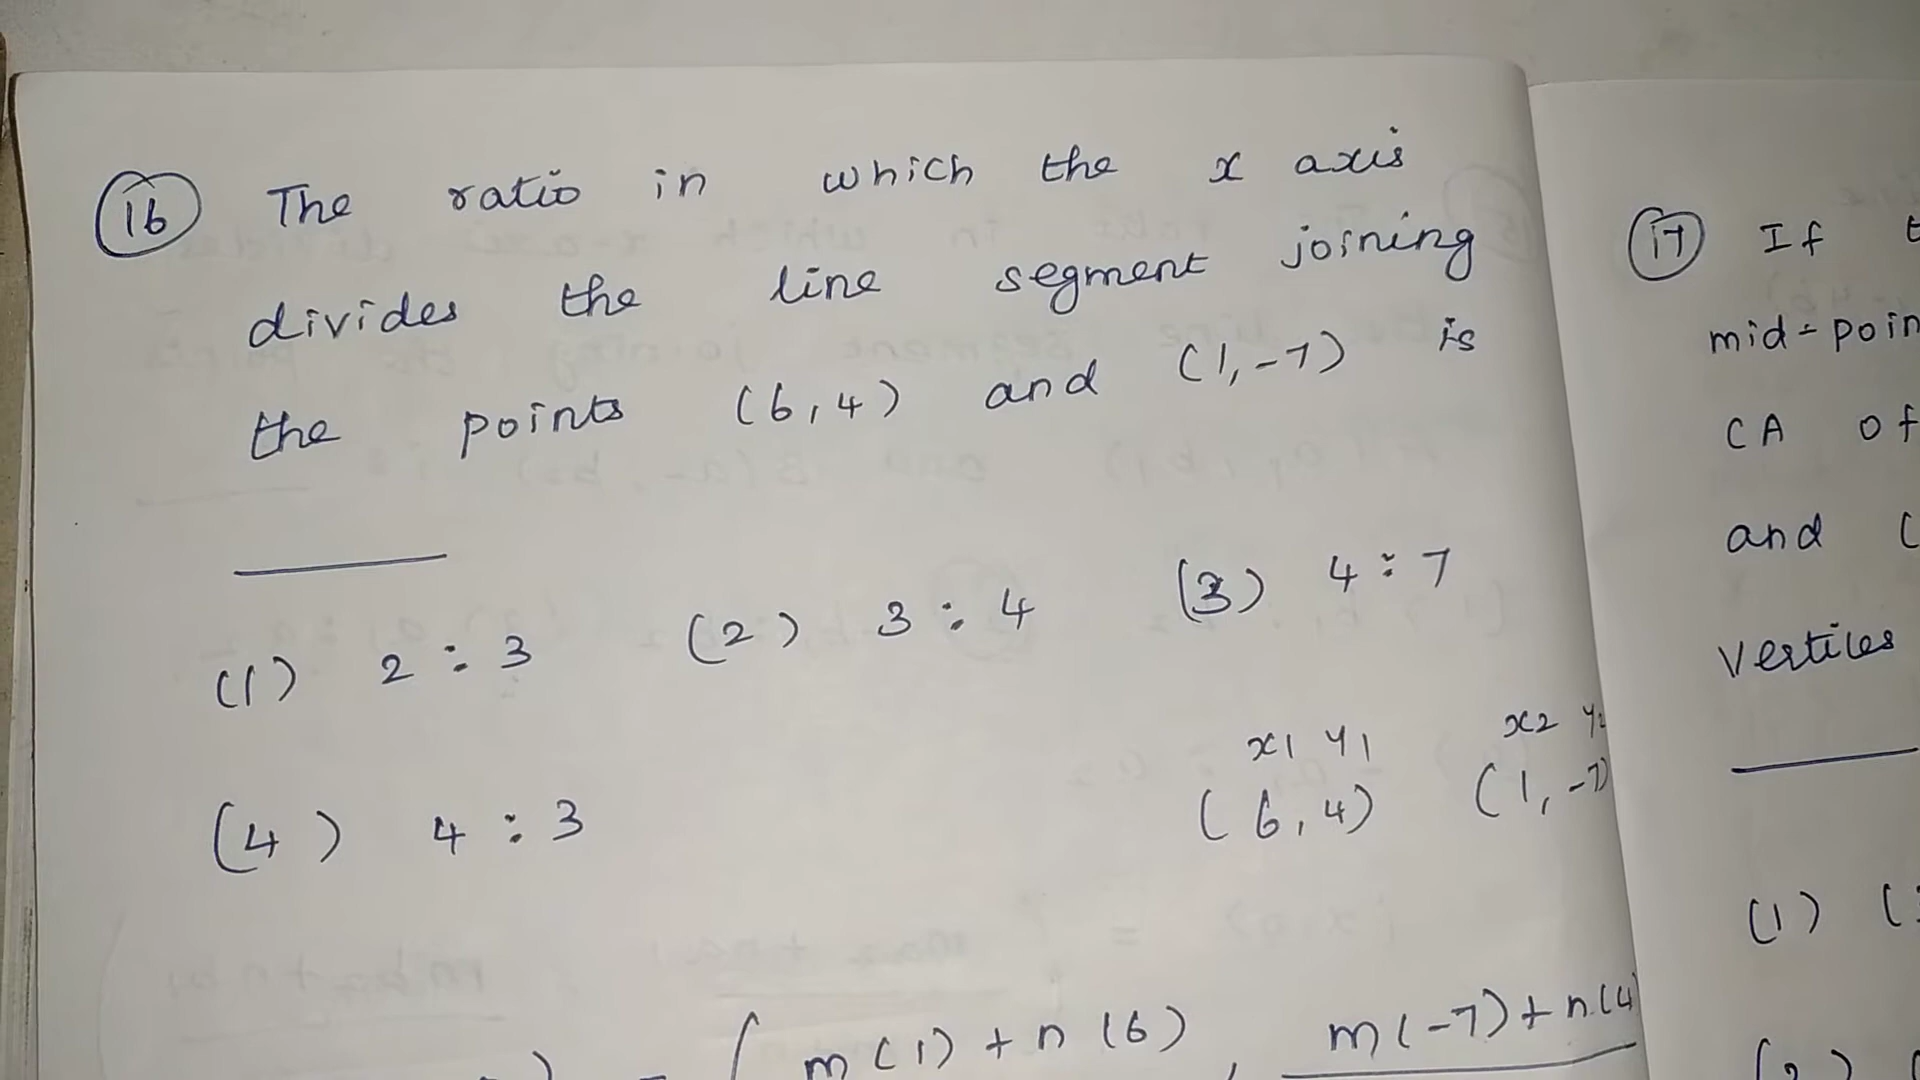 16 The ratio in which the x axis
divides the line segment joining
the points (6,4) and (1,-7) is
(1) 2:3 (2) 3:4 (3) 4:7
(4) 4:3
x1 y1 x2 y2
(6,4) (1,-7)
m(1)+n(6) , m(-7)+n(4
17 If
mid-poin
CA of
and (
vertices
(1) (
(2) (